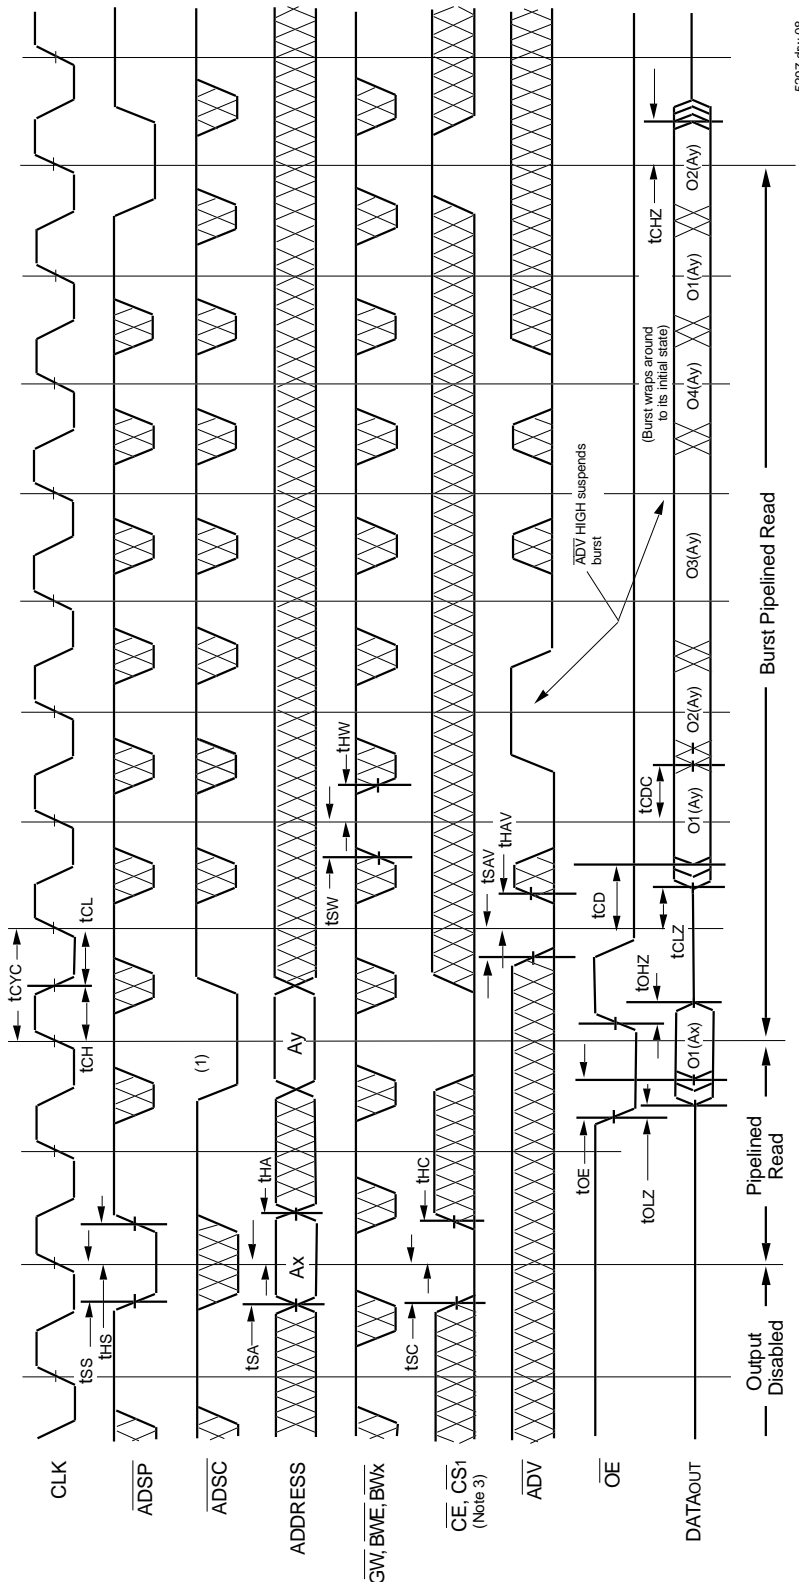 CLK
tCYC
tCH
tCL
ADSP
tSS
tHS
ADSC
(1)
ADDRESS
tSA
tHA
Ax
Ay
GW, BWE, BWx
tSW
tHW
CE, CS1
(Note 3)
tSC
tHC
ADV
tSAV
tHAV
ADV HIGH suspends
burst
OE
tOE
tOLZ
tOHZ
tCD
tCLZ
tCDC
(Burst wraps around
to its initial state)
tCHZ
DATAOUT
O1(Ax)
O1(Ay)
O2(Ay)
O3(Ay)
O4(Ay)
O1(Ay)
O2(Ay)
Output
Disabled
Pipelined
Read
Burst Pipelined Read